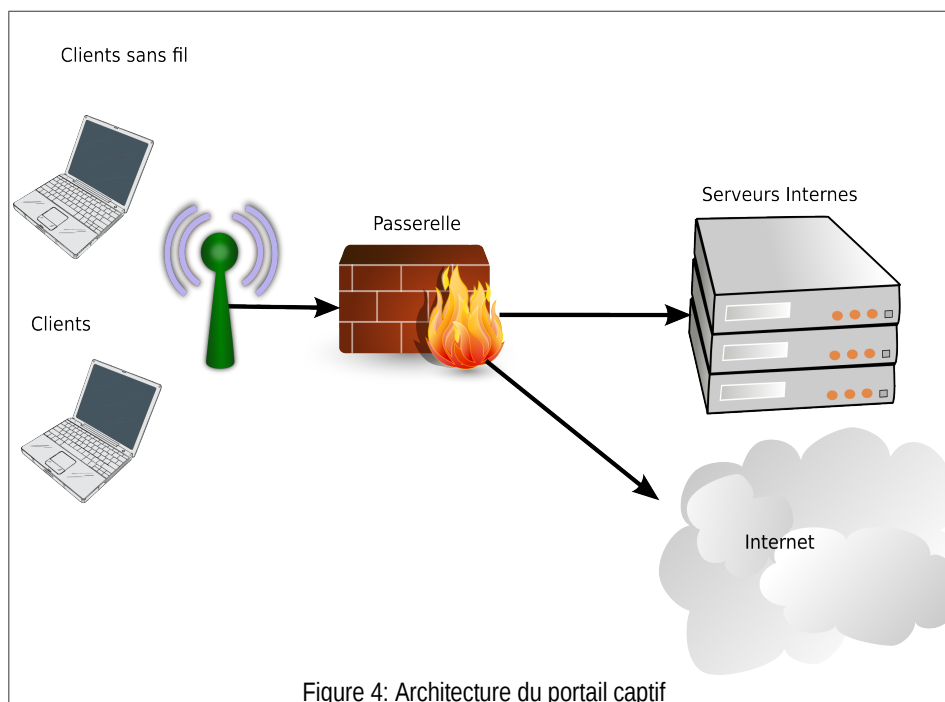 Clients sans fil
Serveurs Internes
Passerelle
Clients
Internet
Figure 4: Architecture du portail captif